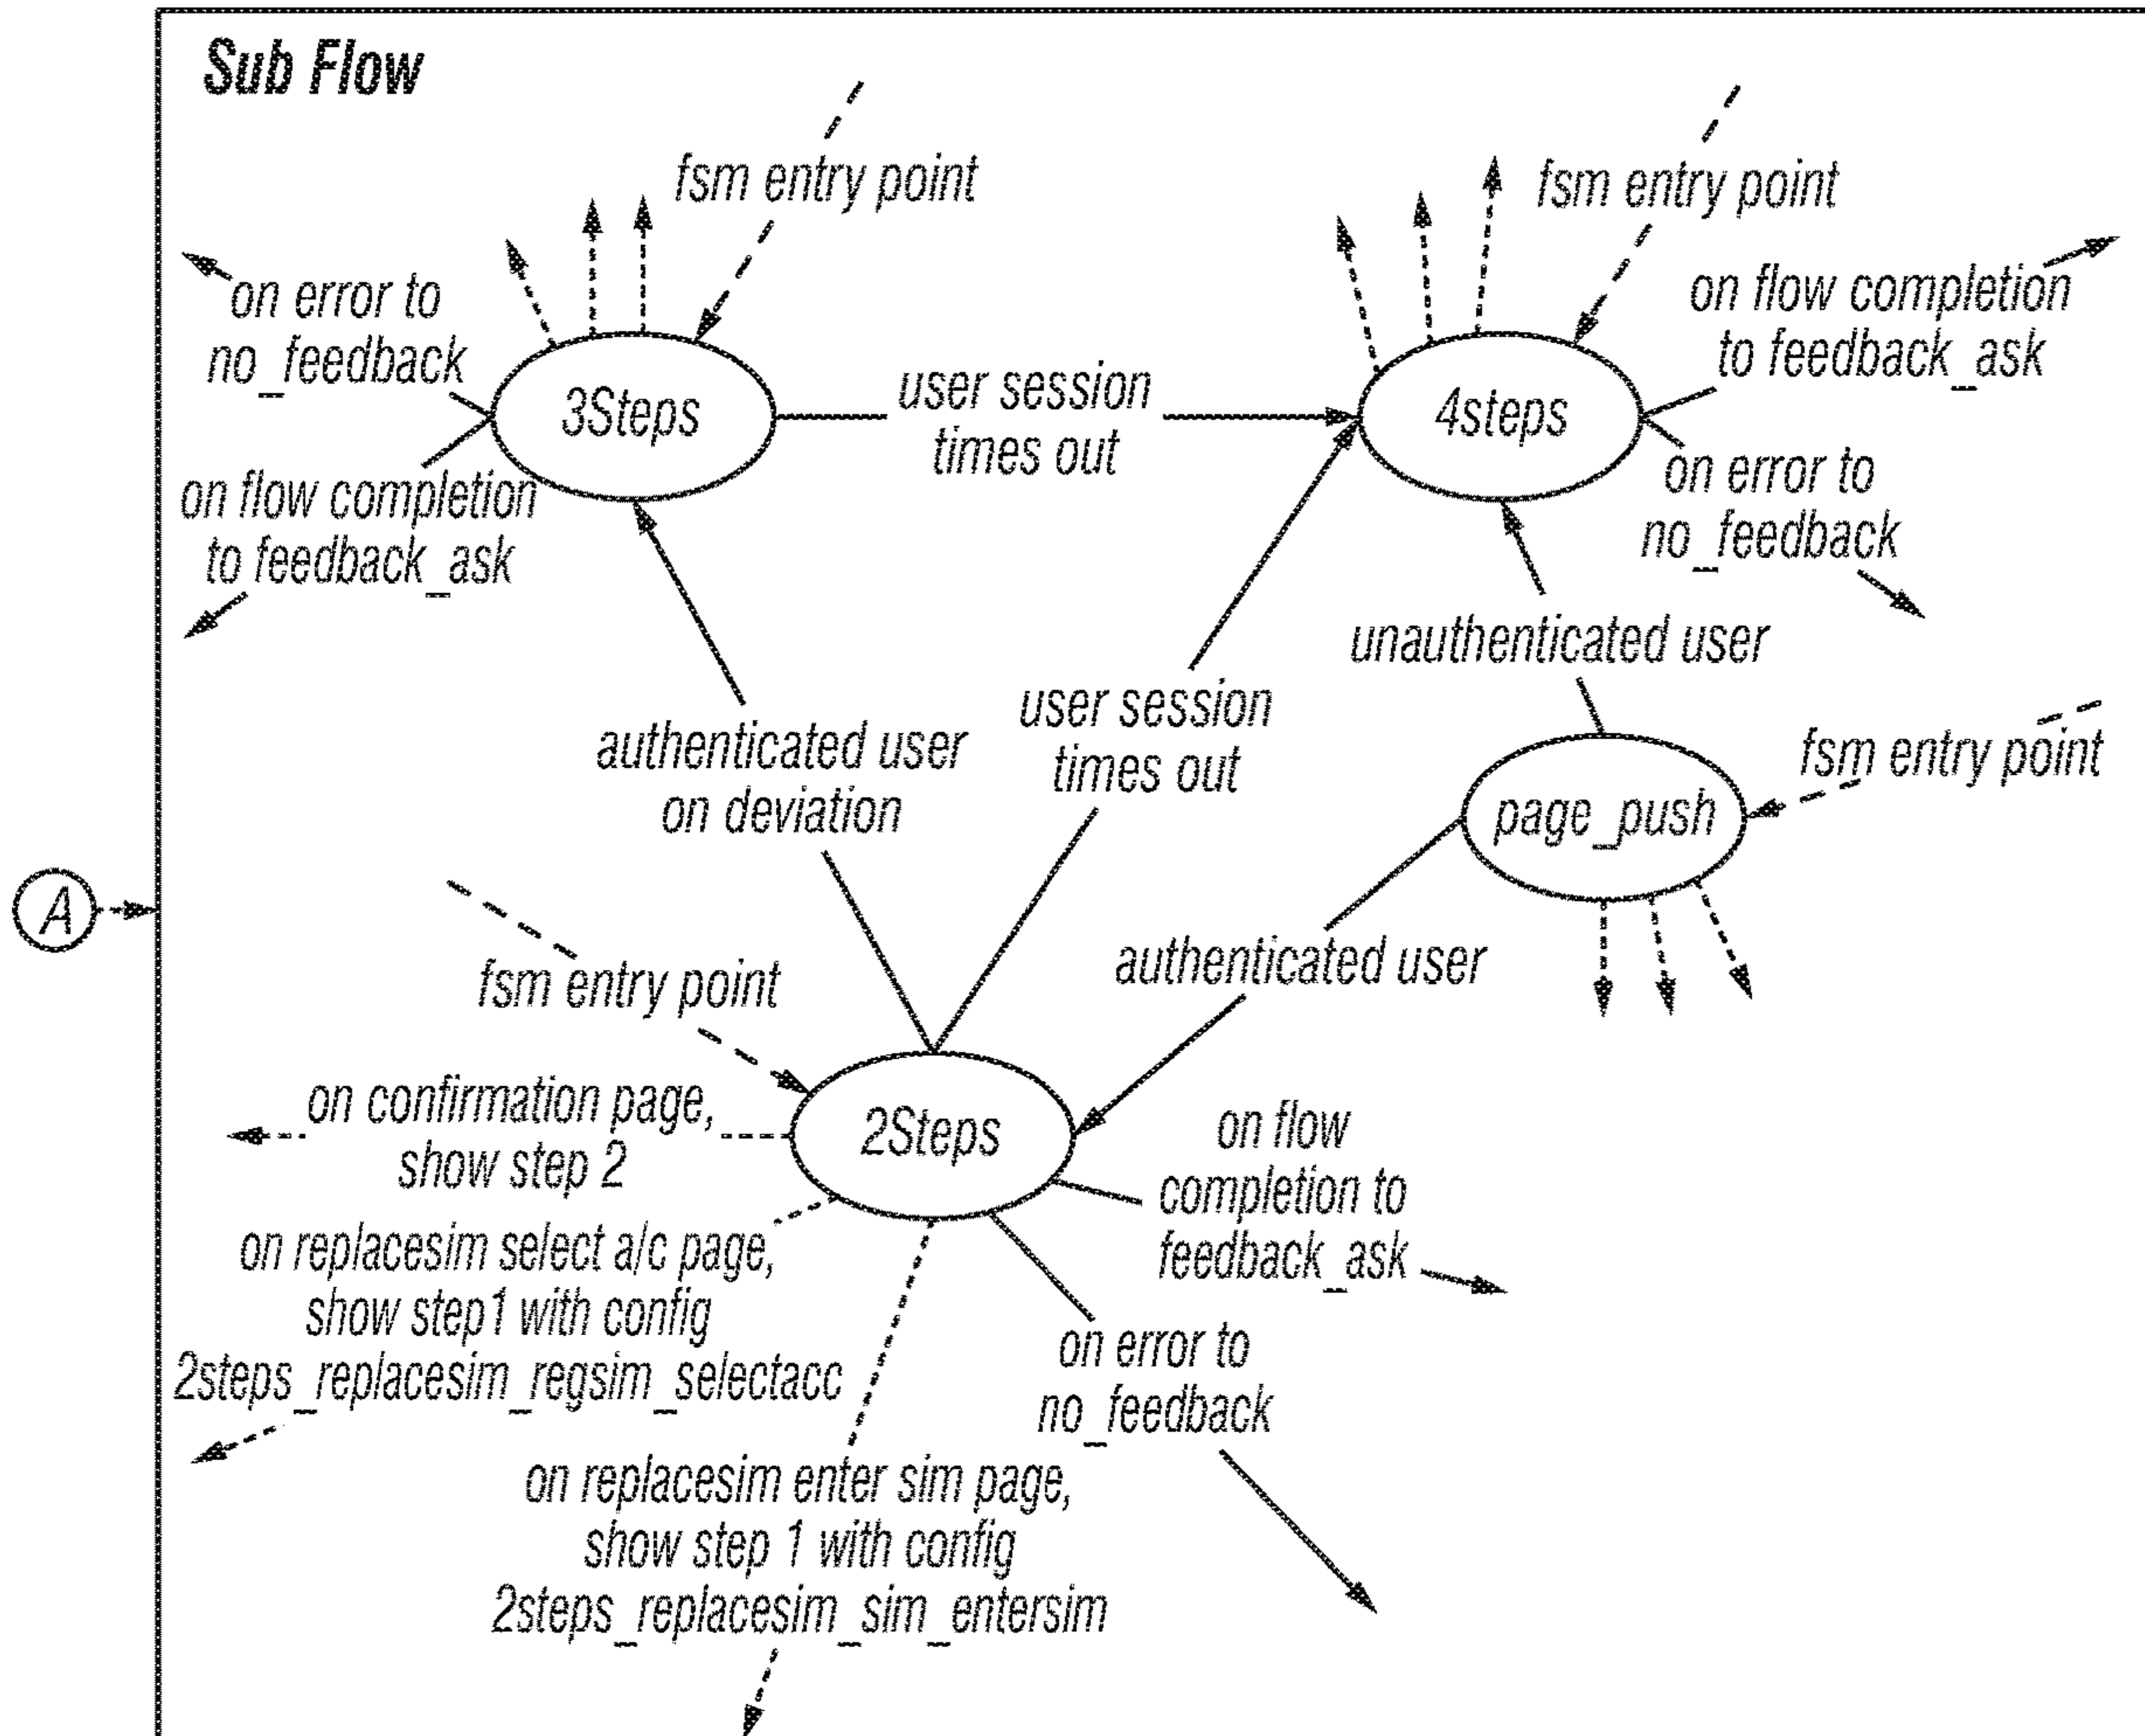 Sub Flow
fsm entry point
fsm entry point
on error to
no_feedback
on flow completion
to feedback_ask
3Steps
user session
times out
4steps
on flow completion
to feedback_ask
on error to
no_feedback
unauthenticated user
authenticated user
on deviation
user session
times out
fsm entry point
page_push
A
fsm entry point
authenticated user
on confirmation page,
show step 2
2Steps
on flow
completion to
feedback_ask
on replacesim select a/c page,
show step1 with config
2steps_replacesim_regsim_selectacc
on error to
no_feedback
on replacesim enter sim page,
show step 1 with config
2steps_replacesim_sim_entersim